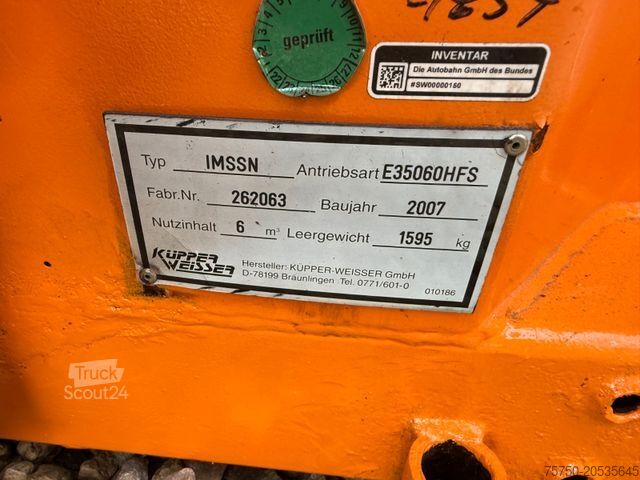 geprüft
INVENTAR
Die Autobahn GmbH des Bundes
#SW00000160
Typ IMSSN Antriebsart E35060HFS
Fabr.Nr. 262063 Baujahr 2007
Nutzinhalt 6 m³ Leergewicht 1595 kg
KÜPPER
WEISSER
Hersteller: KÜPPER-WEISSER GmbH
D-78199 Bräunlingen Tel. 0771/601-0
010186
Truck
Scout24
75750-20535645